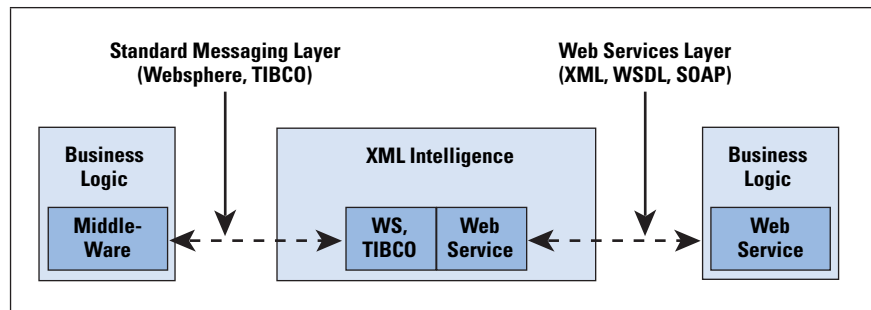 Standard Messaging Layer
(Websphere, TIBCO)
Web Services Layer
(XML, WSDL, SOAP)
Business
Logic
Middle-
Ware
XML Intelligence
WS,
TIBCO
Web
Service
Business
Logic
Web
Service